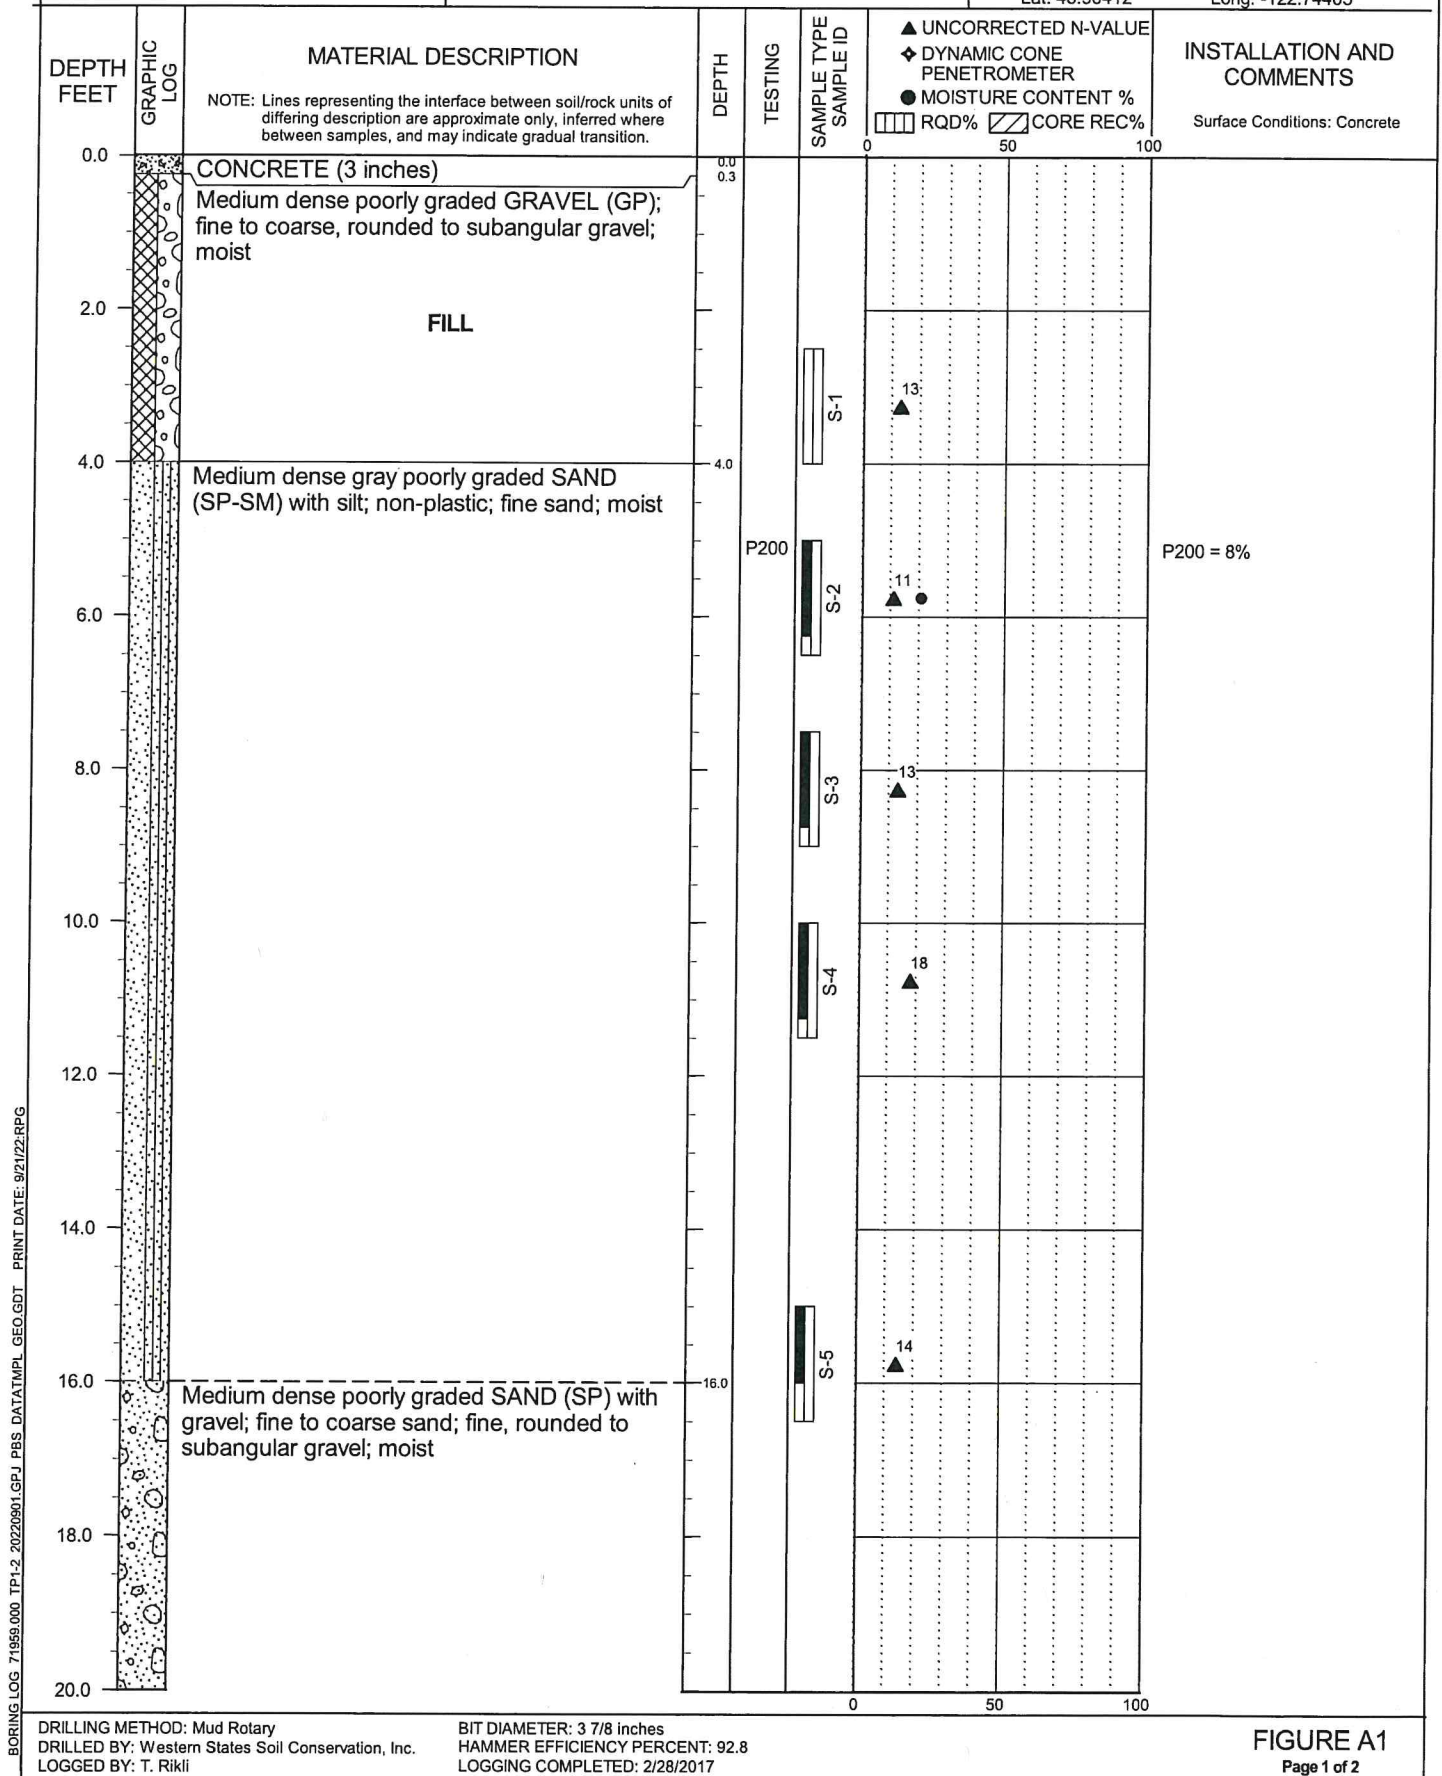 Long: -122.74405
DEPTH
FEET
GRAPHIC
LOG
MATERIAL DESCRIPTION
NOTE: Lines representing the interface between soil/rock units of
differing description are approximate only, inferred where
between samples, and may indicate gradual transition.
DEPTH
TESTING
SAMPLE TYPE
SAMPLE ID
▲ UNCORRECTED N-VALUE
DYNAMIC CONE
PENETROMETER
● MOISTURE CONTENT %
RQD% CORE REC%
0 50 100
INSTALLATION AND
COMMENTS
Surface Conditions: Concrete
0.0
CONCRETE (3 inches)
0.0
0.3
Medium dense poorly graded GRAVEL (GP);
fine to coarse, rounded to subangular gravel;
moist
2.0
FILL
S-1
13
4.0
4.0
Medium dense gray poorly graded SAND
(SP-SM) with silt; non-plastic; fine sand; moist
P200
P200 = 8%
S-2
11
6.0
8.0
S-3
13
10.0
S-4
18
12.0
14.0
S-5
14
16.0
16.0
Medium dense poorly graded SAND (SP) with
gravel; fine to coarse sand; fine, rounded to
subangular gravel; moist
18.0
20.0
0 50 100
BORING LOG 71959.000 TP1-2 20220901.GPJ PBS_DATATMPL GEO.GDT PRINT DATE: 9/21/22:RPG
DRILLING METHOD: Mud Rotary
DRILLED BY: Western States Soil Conservation, Inc.
LOGGED BY: T. Rikli
BIT DIAMETER: 3 7/8 inches
HAMMER EFFICIENCY PERCENT: 92.8
LOGGING COMPLETED: 2/28/2017
FIGURE A1
Page 1 of 2